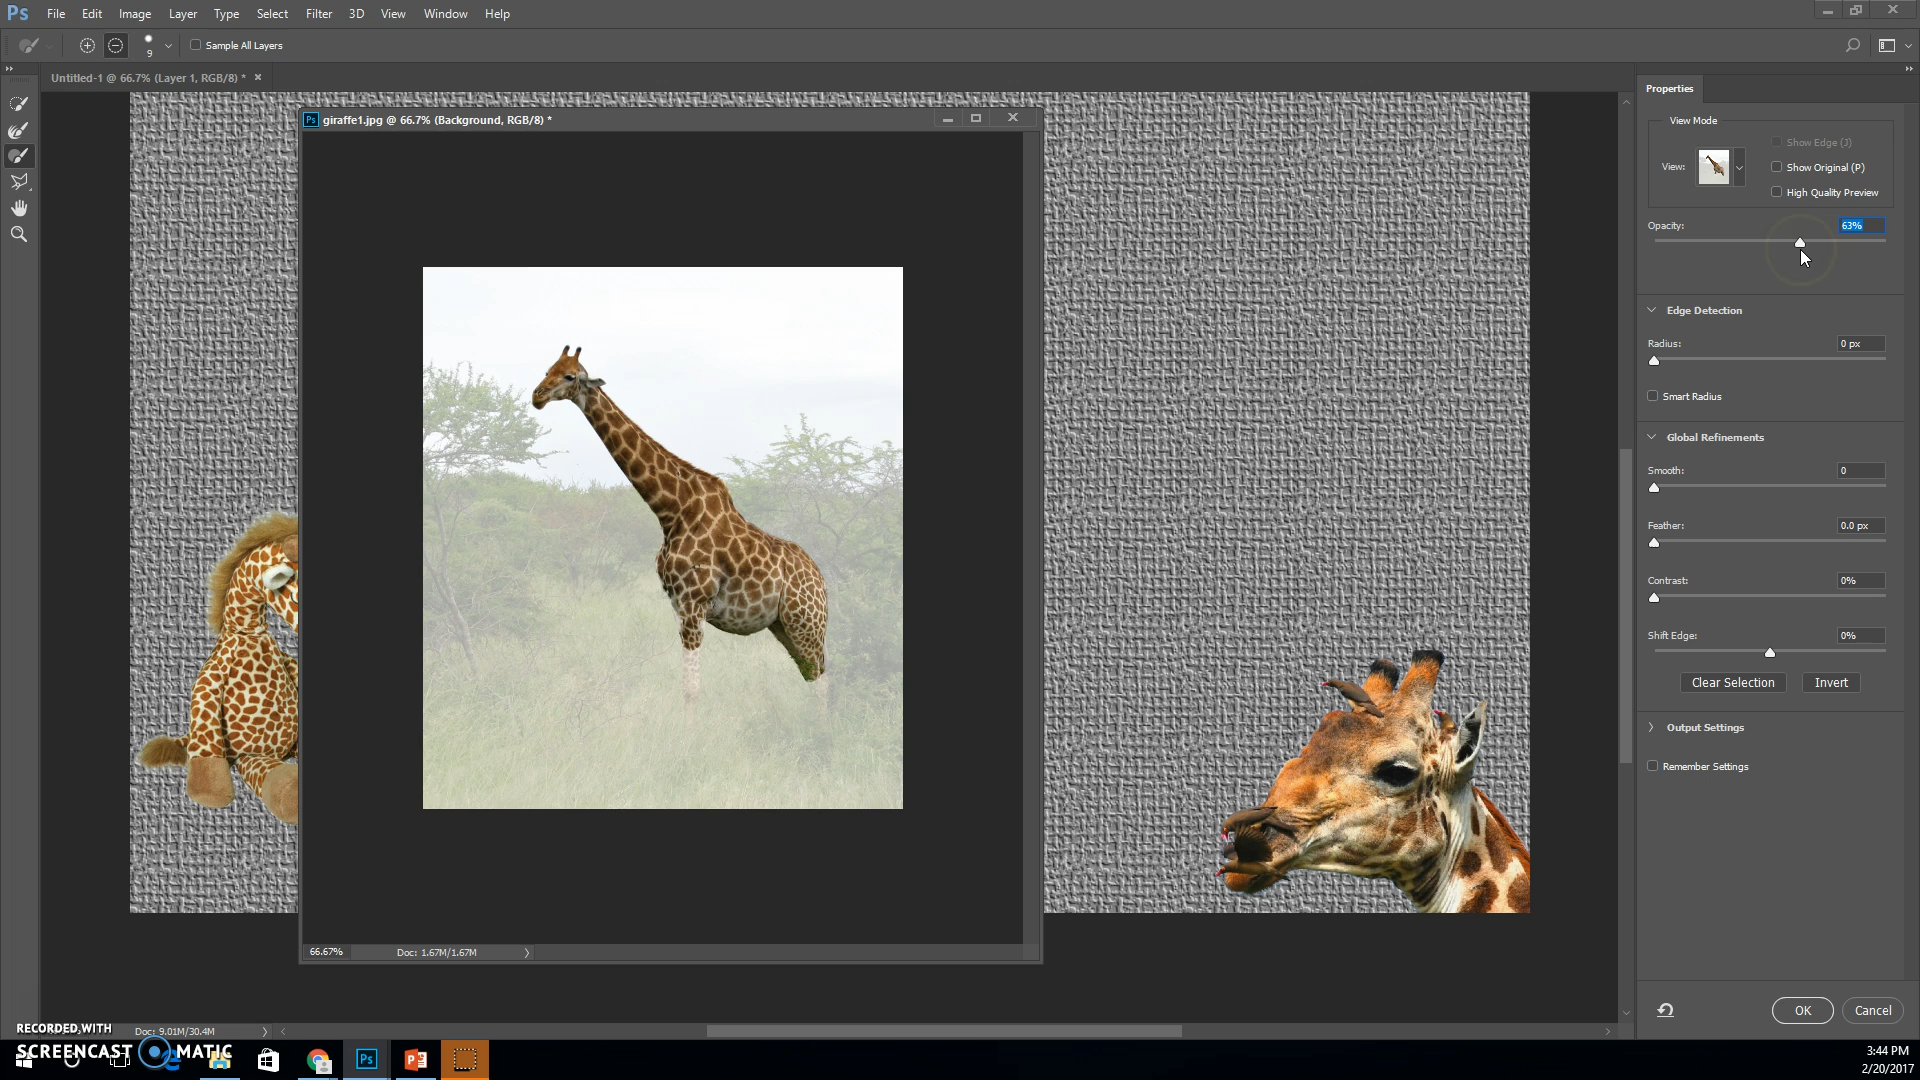 Ps File Edit Image Layer Type Select Filter 3D View Window Help
9 Sample All Layers
Untitled-1 @ 66.7% (Layer 1, RGB/8) *
Ps giraffe1.jpg @ 66.7% (Background, RGB/8) *
66.67% Doc: 1.67M/1.67M
Properties
View Mode
Show Edge (J)
View: Show Original (P)
High Quality Preview
Opacity: 63%
Edge Detection
Radius: 0 px
Smart Radius
Global Refinements
Smooth: 0
Feather: 0.0 px
Contrast: 0%
Shift Edge: 0%
Clear Selection Invert
Output Settings
Remember Settings
OK Cancel
Doc: 9.01M/30.4M
RECORDED WITH
SCREENCAST MATIC
Ps
3:44 PM
2/20/2017